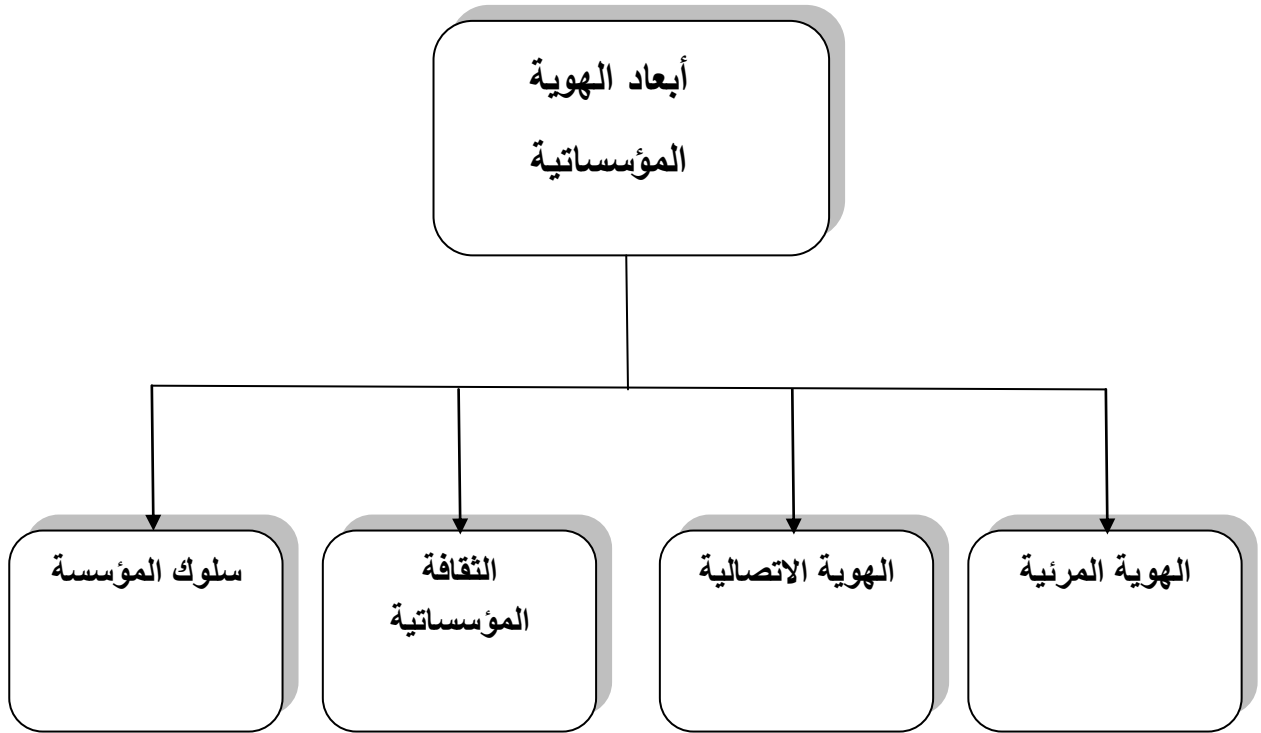 أبعاد الهوية
المؤسساتية
الهوية المرئية
الهوية الاتصالية
الثقافة
المؤسساتية
سلوك المؤسسة